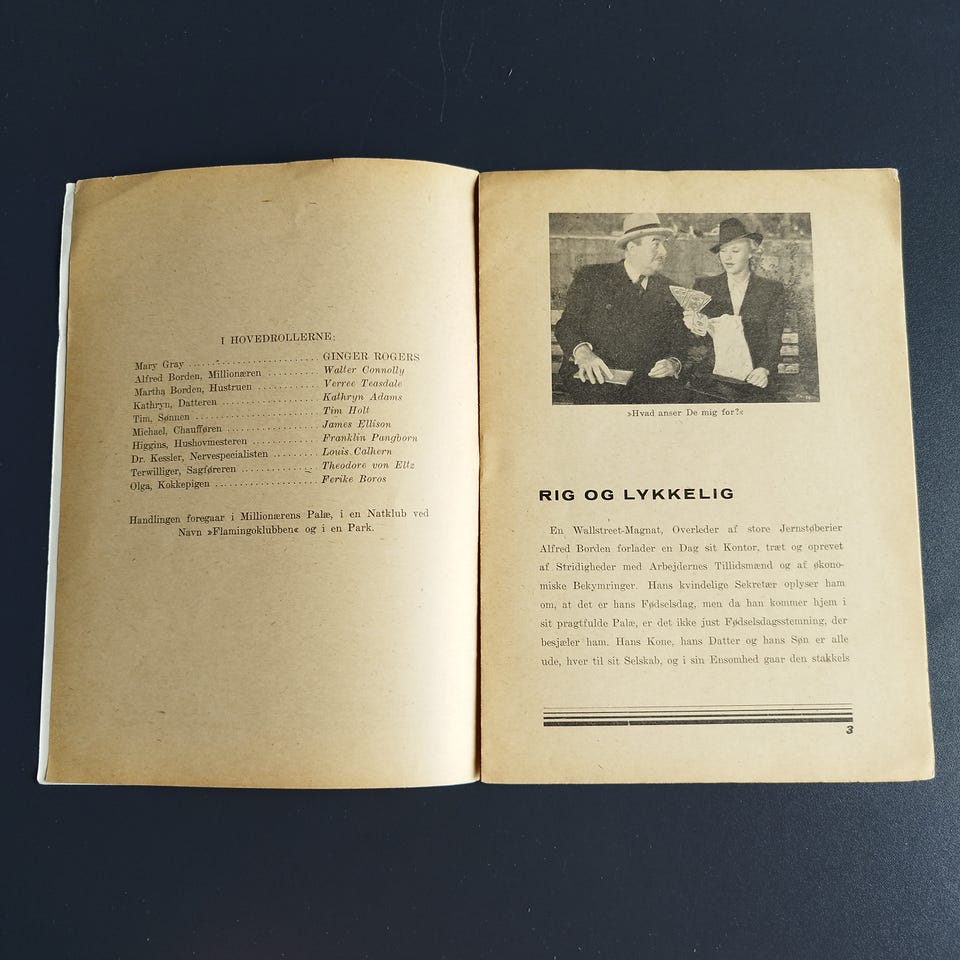 I HOVEDROLLERNE:
Mary Gray ........................ GINGER ROGERS
Alfred Borden, Millionæren .......... Walter Connolly
Martha Borden, Hustruen ............ Verree Teasdale
Kathryn, Datteren .................... Kathryn Adams
Tim, Sønnen ........................ Tim Holt
Michael, Chaufføren .................. James Ellison
Higgins, Hushovmesteren ............ Franklin Pangborn
Dr. Kessler, Nervespecialisten ........ Louis Calhern
Terwilliger, Sagføreren .............. Theodore von Eltz
Olga, Kokkepigen .................... Ferike Boros
Handlingen foregaar i Millionærens Palæ, i en Natklub ved
Navn »Flamingoklubben« og i en Park.
»Hvad anser De mig for?«
RIG OG LYKKELIG
En Wallstreet-Magnat, Overleder af store Jernstøberier
Alfred Borden forlader en Dag sit Kontor, træt og oprevet
af Stridigheder med Arbejdernes Tillidsmænd og af økono-
miske Bekymringer. Hans kvindelige Sekretær oplyser ham
om, at det er hans Fødselsdag, men da han kommer hjem i
sit pragtfulde Palæ, er det ikke just Fødselsdagsstemning, der
besjæler ham. Hans Kone, hans Datter og hans Søn er alle
ude, hver til sit Selskab, og i sin Ensomhed gaar den stakkels
3